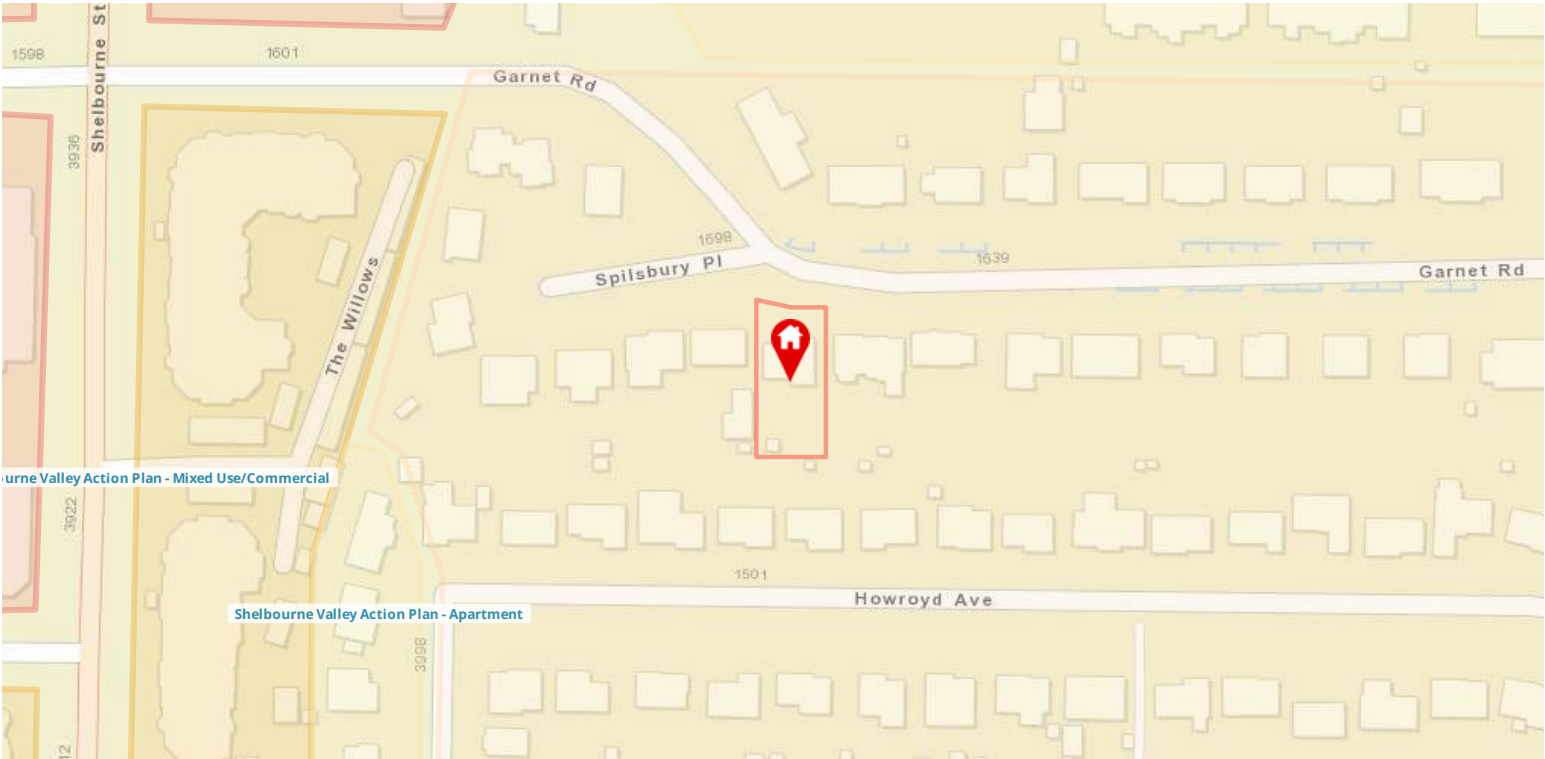 Shelbourne St
1598
1601
Garnet Rd
3936
1698
Spilsbury Pl
1639
Garnet Rd
The Willows
urne Valley Action Plan - Mixed Use/Commercial
3922
1501
Howroyd Ave
Shelbourne Valley Action Plan - Apartment
3998
12